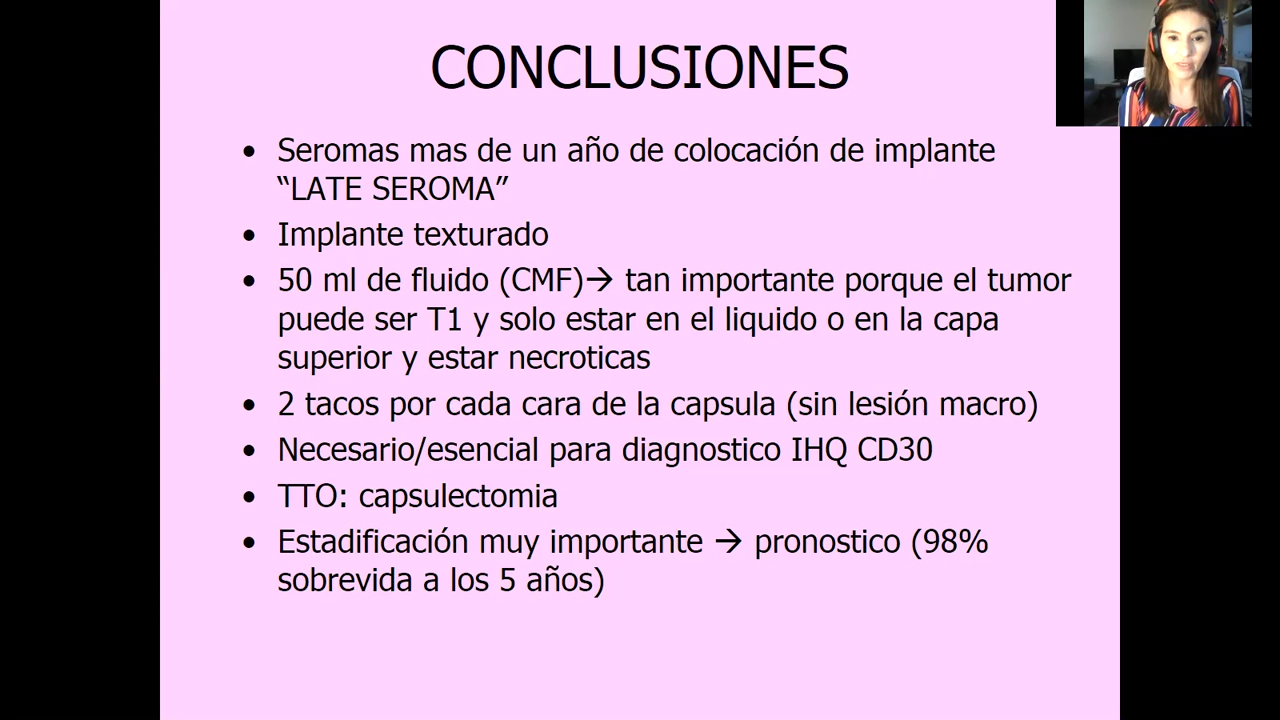 CONCLUSIONES
• Seromas mas de un año de colocación de implante
“LATE SEROMA”
• Implante texturado
• 50 ml de fluido (CMF)→ tan importante porque el tumor
puede ser T1 y solo estar en el liquido o en la capa
superior y estar necroticas
• 2 tacos por cada cara de la capsula (sin lesión macro)
• Necesario/esencial para diagnostico IHQ CD30
• TTO: capsulectomia
• Estadificación muy importante → pronostico (98%
sobrevida a los 5 años)